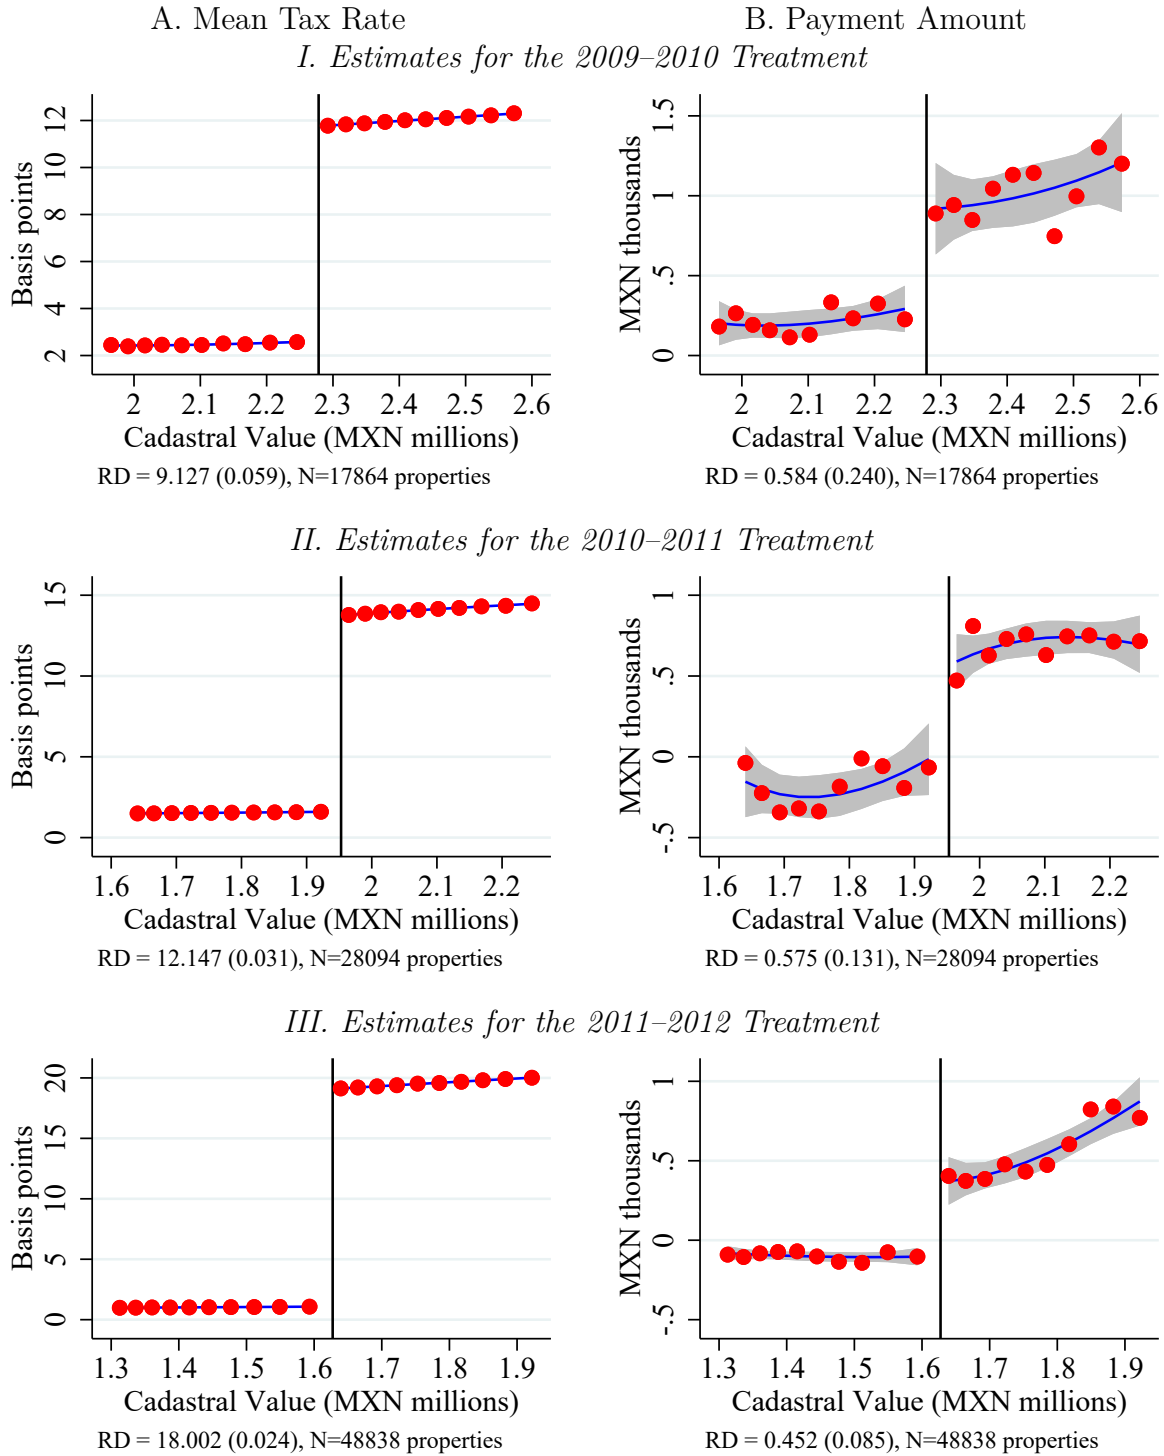 A. Mean Tax Rate
B. Payment Amount
I. Estimates for the 2009–2010 Treatment
Basis points
12
10
8
6
4
2
2 2.1 2.2 2.3 2.4 2.5 2.6
Cadastral Value (MXN millions)
RD = 9.127 (0.059), N=17864 properties
MXN thousands
1.5
1
.5
0
2 2.1 2.2 2.3 2.4 2.5 2.6
Cadastral Value (MXN millions)
RD = 0.584 (0.240), N=17864 properties
II. Estimates for the 2010–2011 Treatment
Basis points
15
10
5
0
1.6 1.7 1.8 1.9 2 2.1 2.2
Cadastral Value (MXN millions)
RD = 12.147 (0.031), N=28094 properties
MXN thousands
1
.5
0
-.5
1.6 1.7 1.8 1.9 2 2.1 2.2
Cadastral Value (MXN millions)
RD = 0.575 (0.131), N=28094 properties
III. Estimates for the 2011–2012 Treatment
Basis points
20
15
10
5
0
1.3 1.4 1.5 1.6 1.7 1.8 1.9
Cadastral Value (MXN millions)
RD = 18.002 (0.024), N=48838 properties
MXN thousands
1
.5
0
-.5
1.3 1.4 1.5 1.6 1.7 1.8 1.9
Cadastral Value (MXN millions)
RD = 0.452 (0.085), N=48838 properties